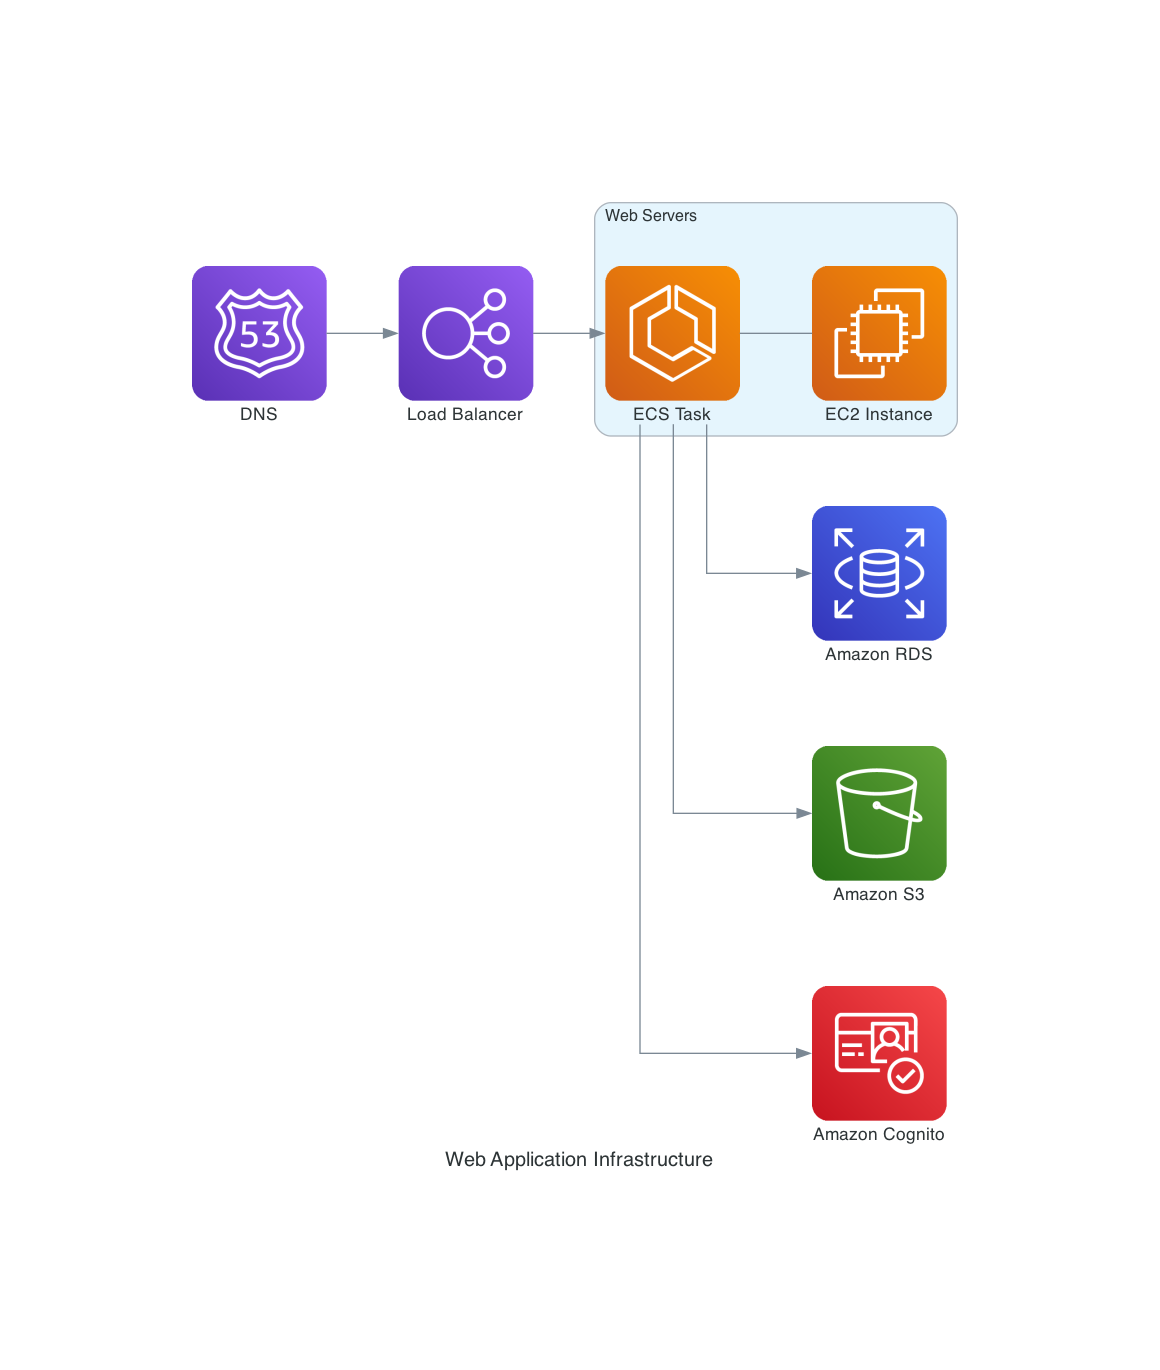 Web Servers
53
DNS
Load Balancer
ECS Task
EC2 Instance
Amazon RDS
Amazon S3
Amazon Cognito
Web Application Infrastructure